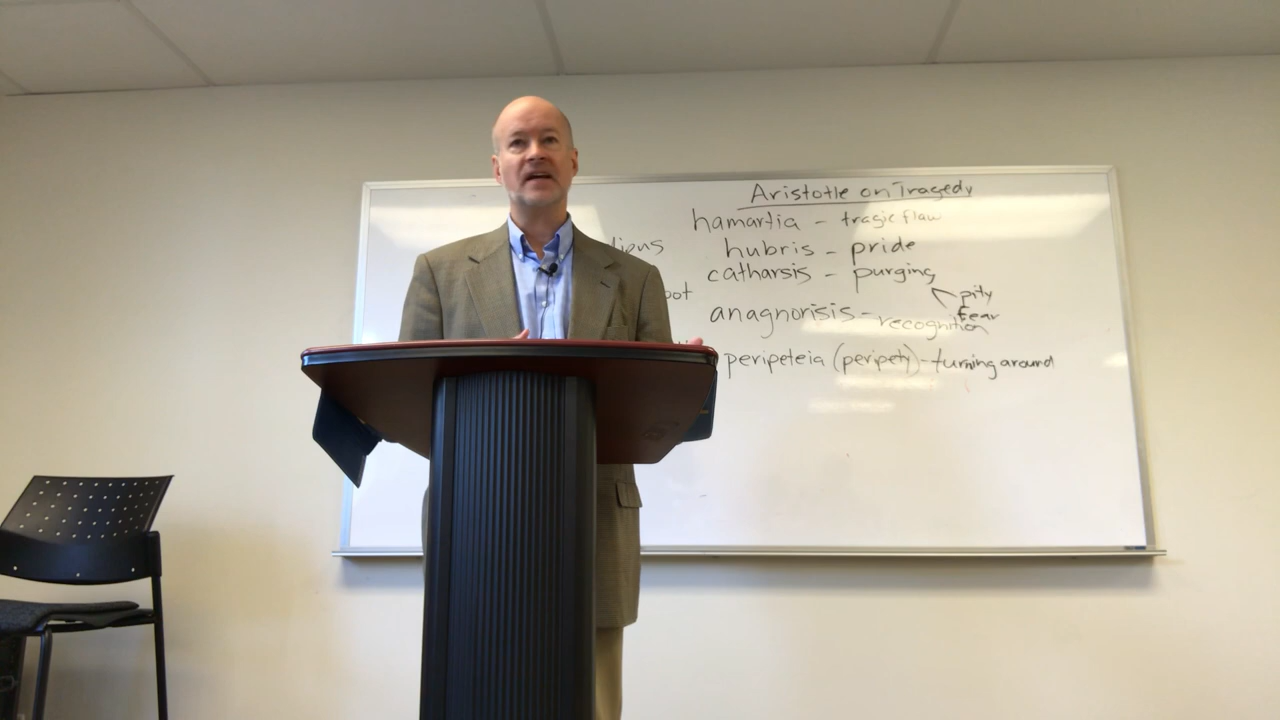 Aristotle on Tragedy
hamartia - tragic flaw
hubris - pride
catharsis - purging
pity
fear
anagnorisis - recognition
peripeteia (peripety) - turning around